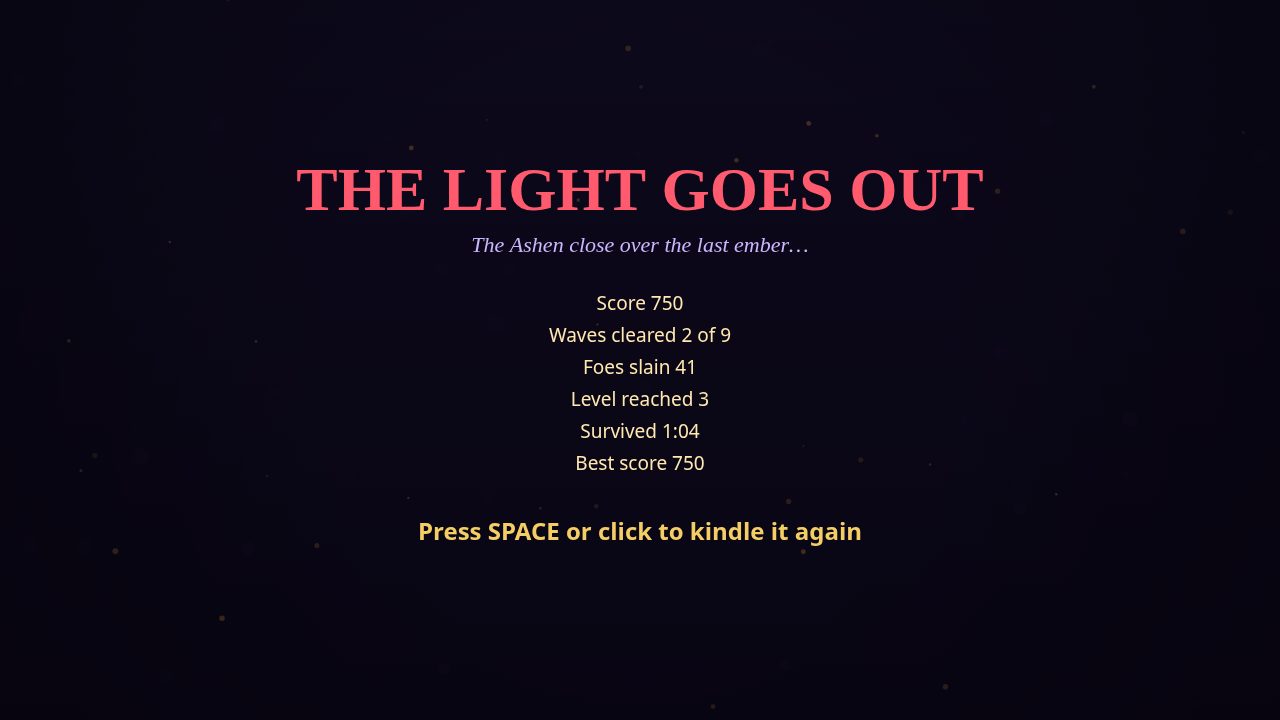 THE LIGHT GOES OUT
The Ashen close over the last ember…
Score 750
Waves cleared 2 of 9
Foes slain 41
Level reached 3
Survived 1:04
Best score 750
Press SPACE or click to kindle it again